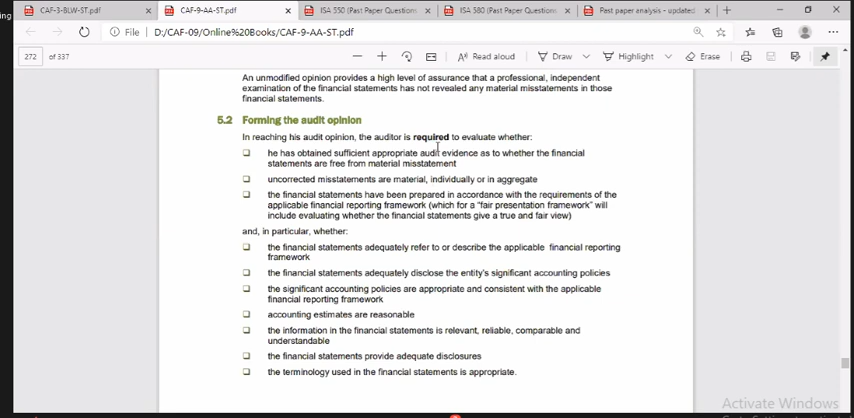 ing
CAF-3-BLW-ST.pdf
CAF-9-AA-ST.pdf
ISA 550 (Past Paper Questions
ISA 580 (Past Paper Questions
Past paper analysis - updated
File
D:/CAF-09/Online%20Books/CAF-9-AA-ST.pdf
272 of 337
Read aloud
Draw
Highlight
Erase
An unmodified opinion provides a high level of assurance that a professional, independent
examination of the financial statements has not revealed any material misstatements in those
financial statements.
5.2 Forming the audit opinion
In reaching his audit opinion, the auditor is required to evaluate whether:
❑ he has obtained sufficient appropriate audit evidence as to whether the financial
statements are free from material misstatement
❑ uncorrected misstatements are material, individually or in aggregate
❑ the financial statements have been prepared in accordance with the requirements of the
applicable financial reporting framework (which for a "fair presentation framework" will
include evaluating whether the financial statements give a true and fair view)
and, in particular, whether:
❑ the financial statements adequately refer to or describe the applicable financial reporting
framework
❑ the financial statements adequately disclose the entity's significant accounting policies
❑ the significant accounting policies are appropriate and consistent with the applicable
financial reporting framework
❑ accounting estimates are reasonable
❑ the information in the financial statements is relevant, reliable, comparable and
understandable
❑ the financial statements provide adequate disclosures
❑ the terminology used in the financial statements is appropriate.
Activate Windows